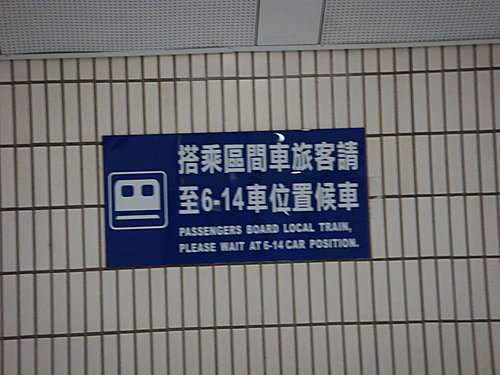 搭乘區間車旅客請
至6-14車位置候車
PASSENGERS BOARD LOCAL TRAIN,
PLEASE WAIT AT 6-14 CAR POSITION.